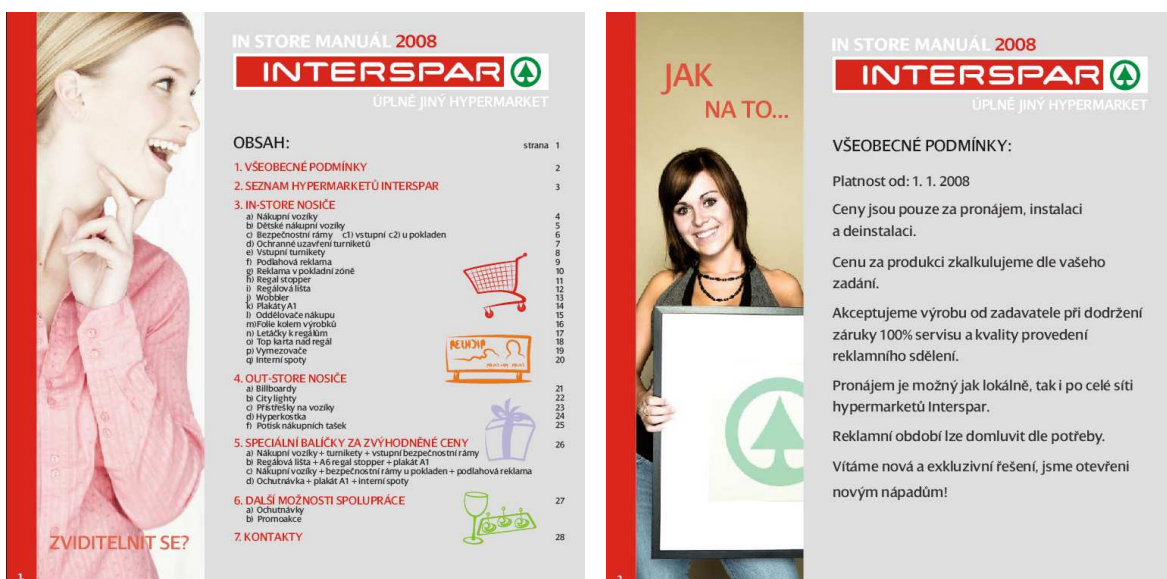 IN STORE MANUÁL 2008
INTERSPAR
ÚPLNĚ JINÝ HYPERMARKET
OBSAH: strana 1
1. VŠEOBECNÉ PODMÍNKY 2
2. SEZNAM HYPERMARKETŮ INTERSPAR 3
3. IN-STORE NOSIČE
a) Nákupní vozíky 4
b) Dětské nákupní vozíky 5
c) Bezpečnostní rámy c1) vstupní c2) u pokladen 6
d) Ochranné uzavření turniketů 7
e) Vstupní turnikety 8
f) Podlahová reklama 9
g) Reklama v pokladní zóně 10
h) Regal stopper 11
i) Regálová lišta 12
j) Wobbler 13
k) Plakáty A1 14
l) Oddělovače nákupu 15
m)Folie kolem výrobků 16
n) Letáčky k regálům 17
o) Top karta nad regál 18
p) Vymezovače 19
q) Interní spoty 20
4. OUT-STORE NOSIČE
a) Billboardy 21
b) Citylighty 22
c) Přístřešky na vozíky 23
d) Hyperkostka 24
f) Potisk nákupních tašek 25
5. SPECIÁLNÍ BALÍČKY ZA ZVÝHODNĚNÉ CENY 26
a) Nákupní vozíky + turnikety + vstupní bezpečnostní rámy
b) Regálová lišta + A6 regal stopper + plakát A1
c) Nákupní vozíky + bezpečnostní rámy u pokladen + podlahová reklama
d) Ochutnávka + plakát A1 + interní spoty
6. DALŠÍ MOŽNOSTI SPOLUPRÁCE 27
a) Ochutnávky
b) Promoakce
7. KONTAKTY 28
ZVIDITELNIT SE?
1.
JAK
NA TO...
IN STORE MANUÁL 2008
INTERSPAR
ÚPLNĚ JINÝ HYPERMARKET
VŠEOBECNÉ PODMÍNKY:
Platnost od: 1. 1. 2008
Ceny jsou pouze za pronájem, instalaci
a deinstalaci.
Cenu za produkci zkalkulujeme dle vašeho
zadání.
Akceptujeme výrobu od zadavatele při dodržení
záruky 100% servisu a kvality provedení
reklamního sdělení.
Pronájem je možný jak lokálně, tak i po celé síti
hypermarketů Interspar.
Reklamní období lze domluvit dle potřeby.
Vítáme nová a exkluzivní řešení, jsme otevřeni
novým nápadům!